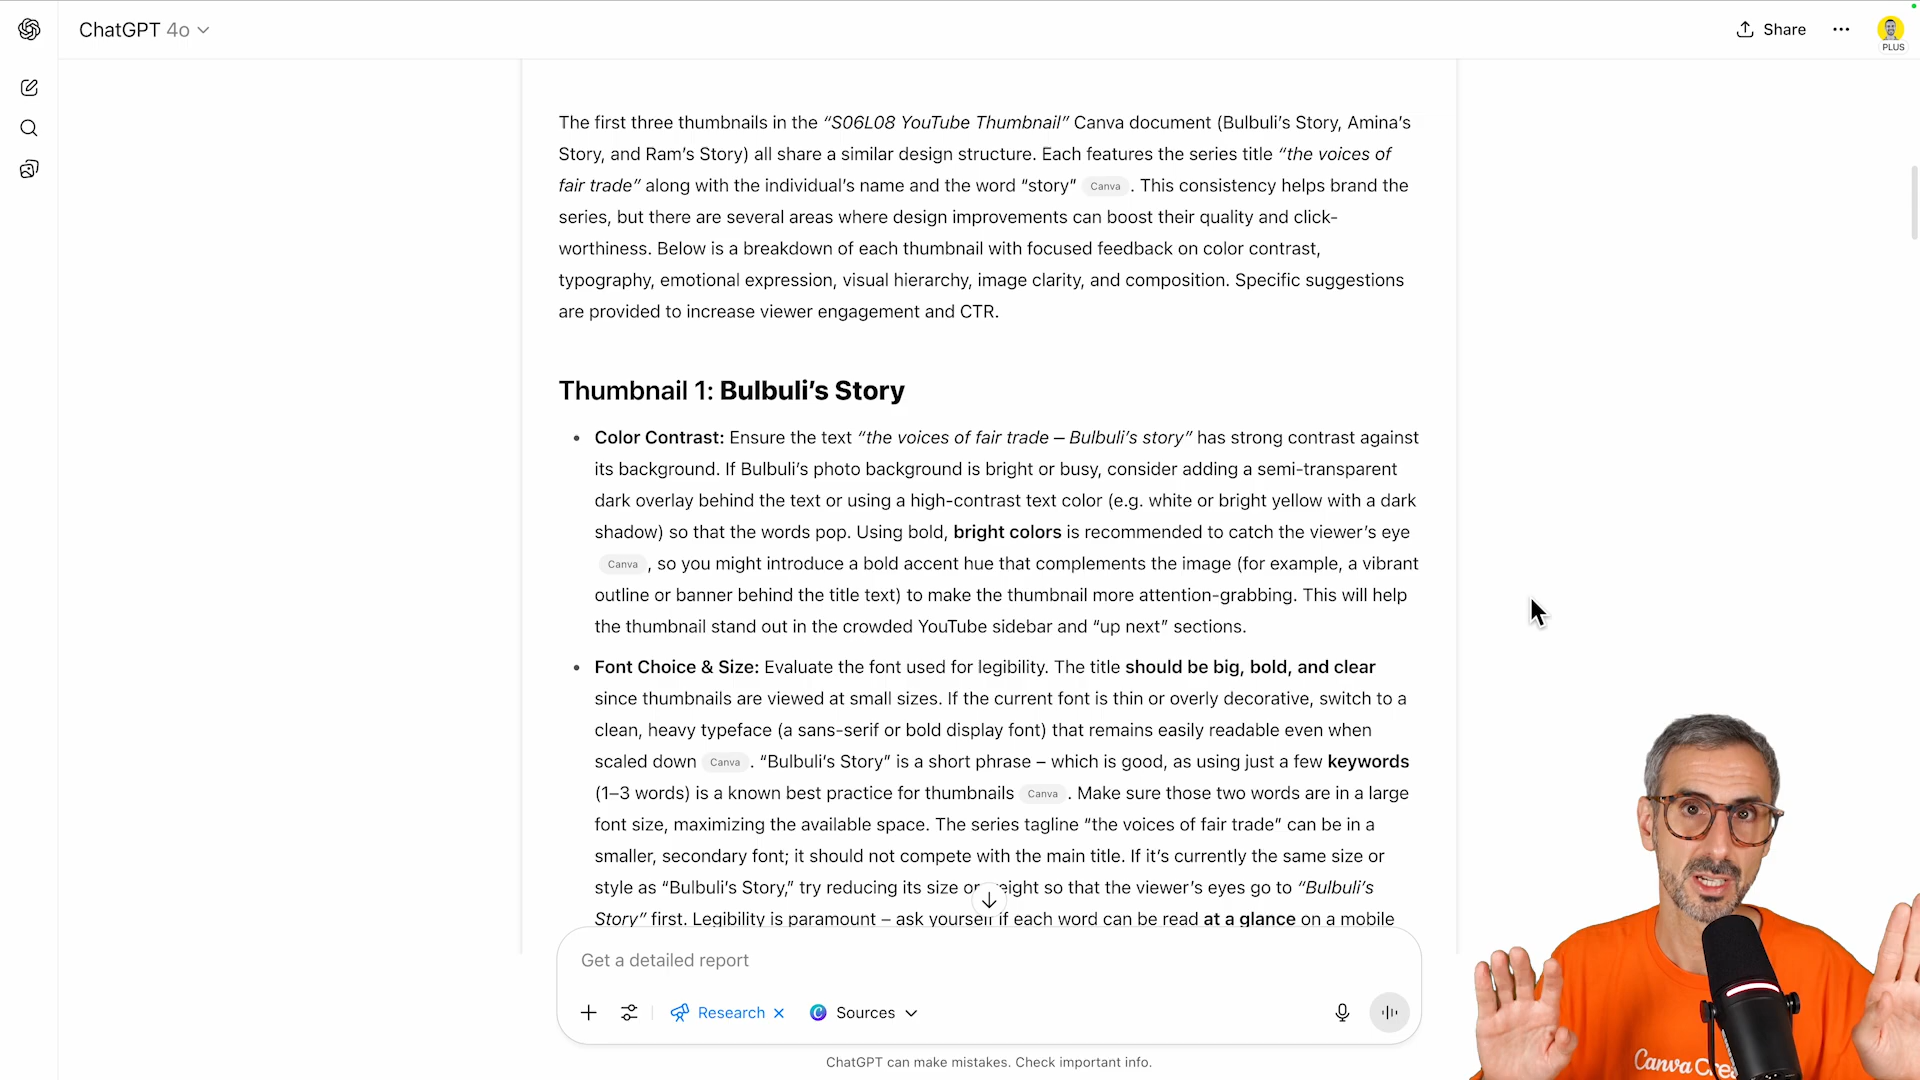 ChatGPT 4o
Share
PLUS
The first three thumbnails in the “S06L08 YouTube Thumbnail” Canva document (Bulbuli’s Story, Amina’s
Story, and Ram’s Story) all share a similar design structure. Each features the series title “the voices of
fair trade” along with the individual’s name and the word “story” Canva . This consistency helps brand the
series, but there are several areas where design improvements can boost their quality and click-
worthiness. Below is a breakdown of each thumbnail with focused feedback on color contrast,
typography, emotional expression, visual hierarchy, image clarity, and composition. Specific suggestions
are provided to increase viewer engagement and CTR.
Thumbnail 1: Bulbuli’s Story
• Color Contrast: Ensure the text “the voices of fair trade – Bulbuli’s story” has strong contrast against
its background. If Bulbuli’s photo background is bright or busy, consider adding a semi-transparent
dark overlay behind the text or using a high-contrast text color (e.g. white or bright yellow with a dark
shadow) so that the words pop. Using bold, bright colors is recommended to catch the viewer’s eye
Canva , so you might introduce a bold accent hue that complements the image (for example, a vibrant
outline or banner behind the title text) to make the thumbnail more attention-grabbing. This will help
the thumbnail stand out in the crowded YouTube sidebar and “up next” sections.
• Font Choice & Size: Evaluate the font used for legibility. The title should be big, bold, and clear
since thumbnails are viewed at small sizes. If the current font is thin or overly decorative, switch to a
clean, heavy typeface (a sans-serif or bold display font) that remains easily readable even when
scaled down Canva . “Bulbuli’s Story” is a short phrase – which is good, as using just a few keywords
(1–3 words) is a known best practice for thumbnails Canva . Make sure those two words are in a large
font size, maximizing the available space. The series tagline “the voices of fair trade” can be in a
smaller, secondary font; it should not compete with the main title. If it’s currently the same size or
style as “Bulbuli’s Story,” try reducing its size or weight so that the viewer’s eyes go to “Bulbuli’s
Story” first. Legibility is paramount – ask yourself if each word can be read at a glance on a mobile
Get a detailed report
Research
Sources
ChatGPT can make mistakes. Check important info.
Canva